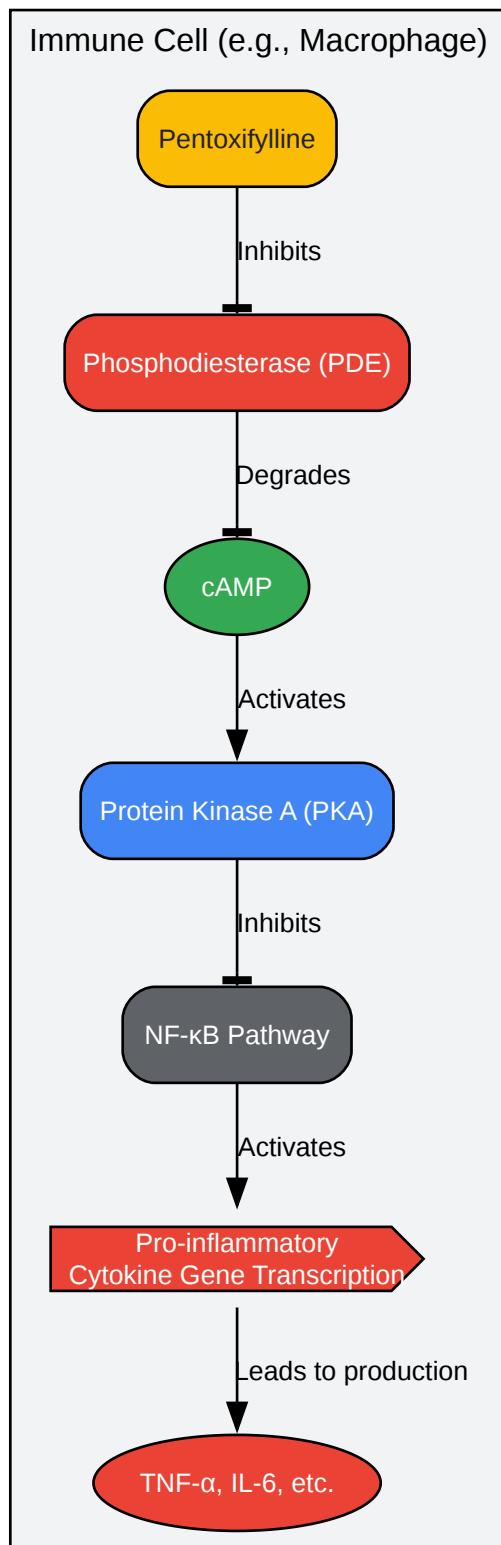 Immune Cell (e.g., Macrophage)
Pentoxifylline
Inhibits
Phosphodiesterase (PDE)
Degrades
cAMP
Activates
Protein Kinase A (PKA)
Inhibits
NF-κB Pathway
Activates
Pro-inflammatory
Cytokine Gene Transcription
Leads to production
TNF-α, IL-6, etc.